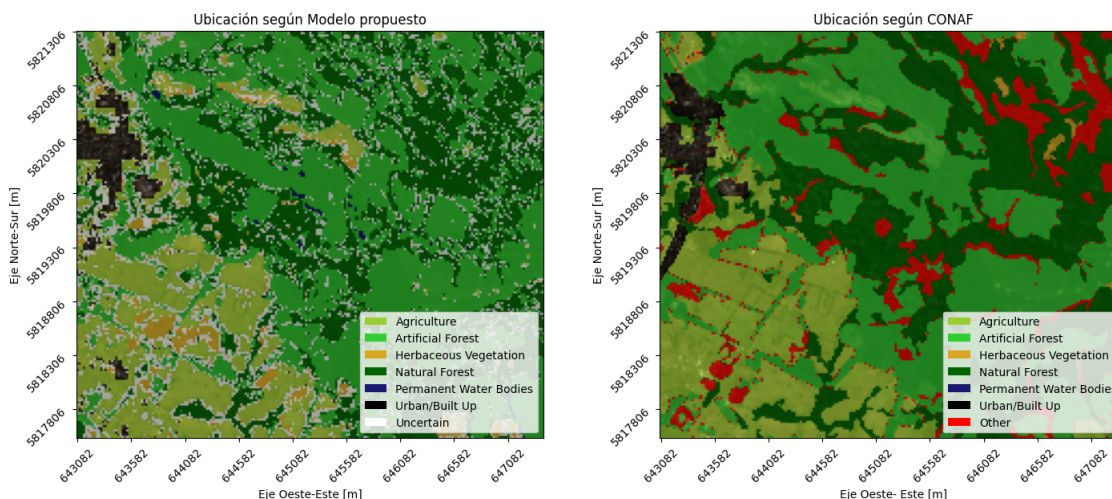 Ubicación según Modelo propuesto
5821306
5820806
5820306
5819806
5819306
5818806
5818306
5817806
Eje Norte-Sur [m]
Agriculture
Artificial Forest
Herbaceous Vegetation
Natural Forest
Permanent Water Bodies
Urban/Built Up
Uncertain
643082
643582
644082
644582
645082
645582
646082
646582
647082
Eje Oeste-Este [m]
Ubicación según CONAF
5821306
5820806
5820306
5819806
5819306
5818806
5818306
5817806
Eje Norte-Sur [m]
Agriculture
Artificial Forest
Herbaceous Vegetation
Natural Forest
Permanent Water Bodies
Urban/Built Up
Other
643082
643582
644082
644582
645082
645582
646082
646582
647082
Eje Oeste- Este [m]